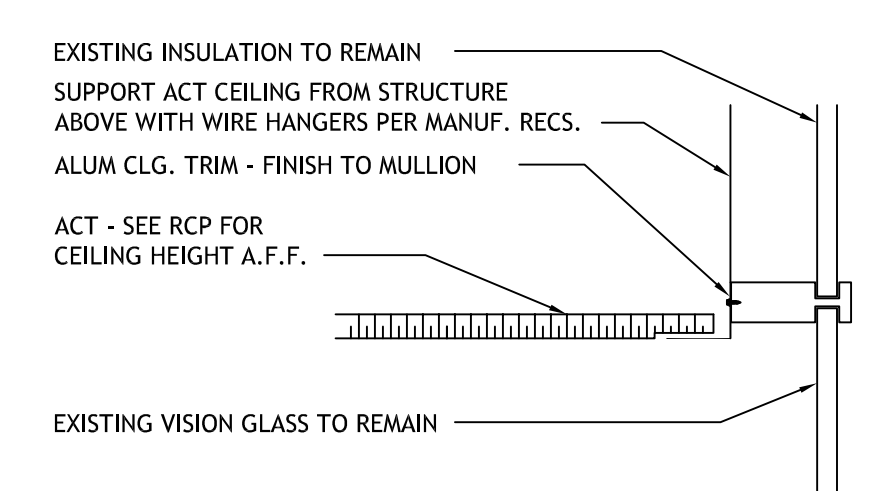 EXISTING INSULATION TO REMAIN
SUPPORT ACT CEILING FROM STRUCTURE
ABOVE WITH WIRE HANGERS PER MANUF. RECS.
ALUM CLG. TRIM - FINISH TO MULLION
ACT - SEE RCP FOR
CEILING HEIGHT A.F.F.
EXISTING VISION GLASS TO REMAIN